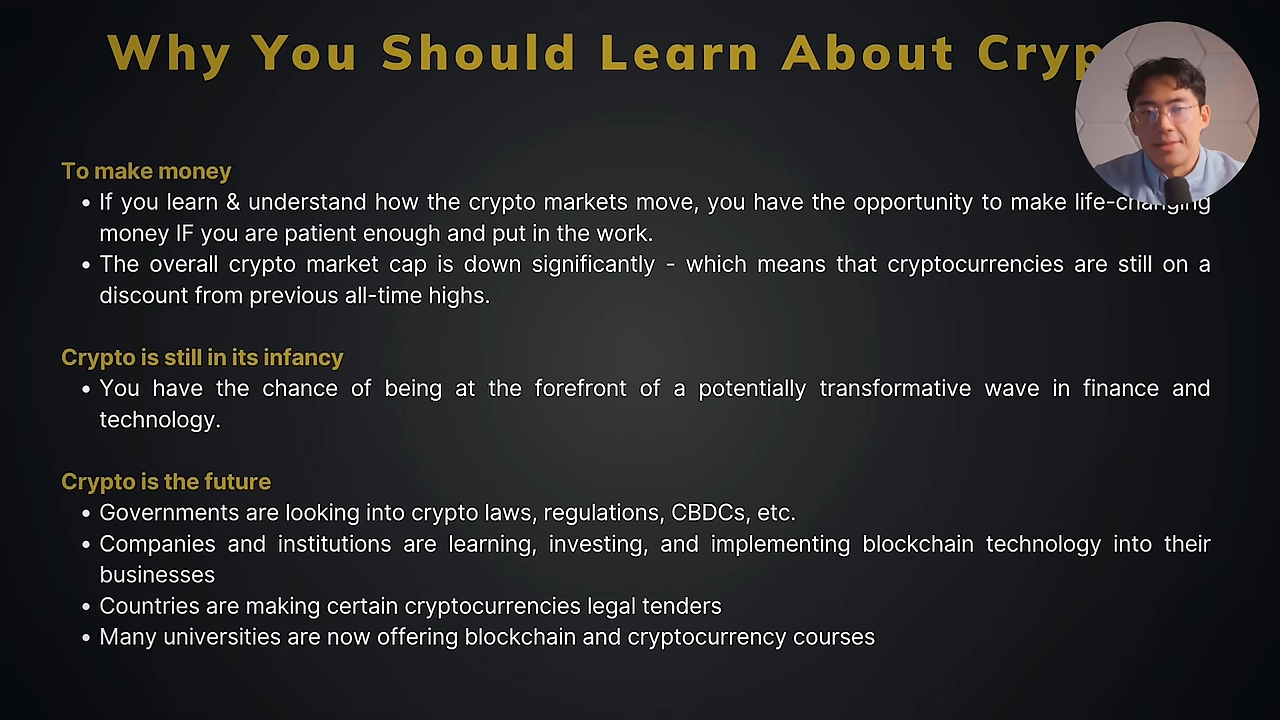 Why You Should Learn About Cryp
To make money
• If you learn & understand how the crypto markets move, you have the opportunity to make life-changing
money IF you are patient enough and put in the work.
• The overall crypto market cap is down significantly - which means that cryptocurrencies are still on a
discount from previous all-time highs.
Crypto is still in its infancy
• You have the chance of being at the forefront of a potentially transformative wave in finance and
technology.
Crypto is the future
• Governments are looking into crypto laws, regulations, CBDCs, etc.
• Companies and institutions are learning, investing, and implementing blockchain technology into their
businesses
• Countries are making certain cryptocurrencies legal tenders
• Many universities are now offering blockchain and cryptocurrency courses